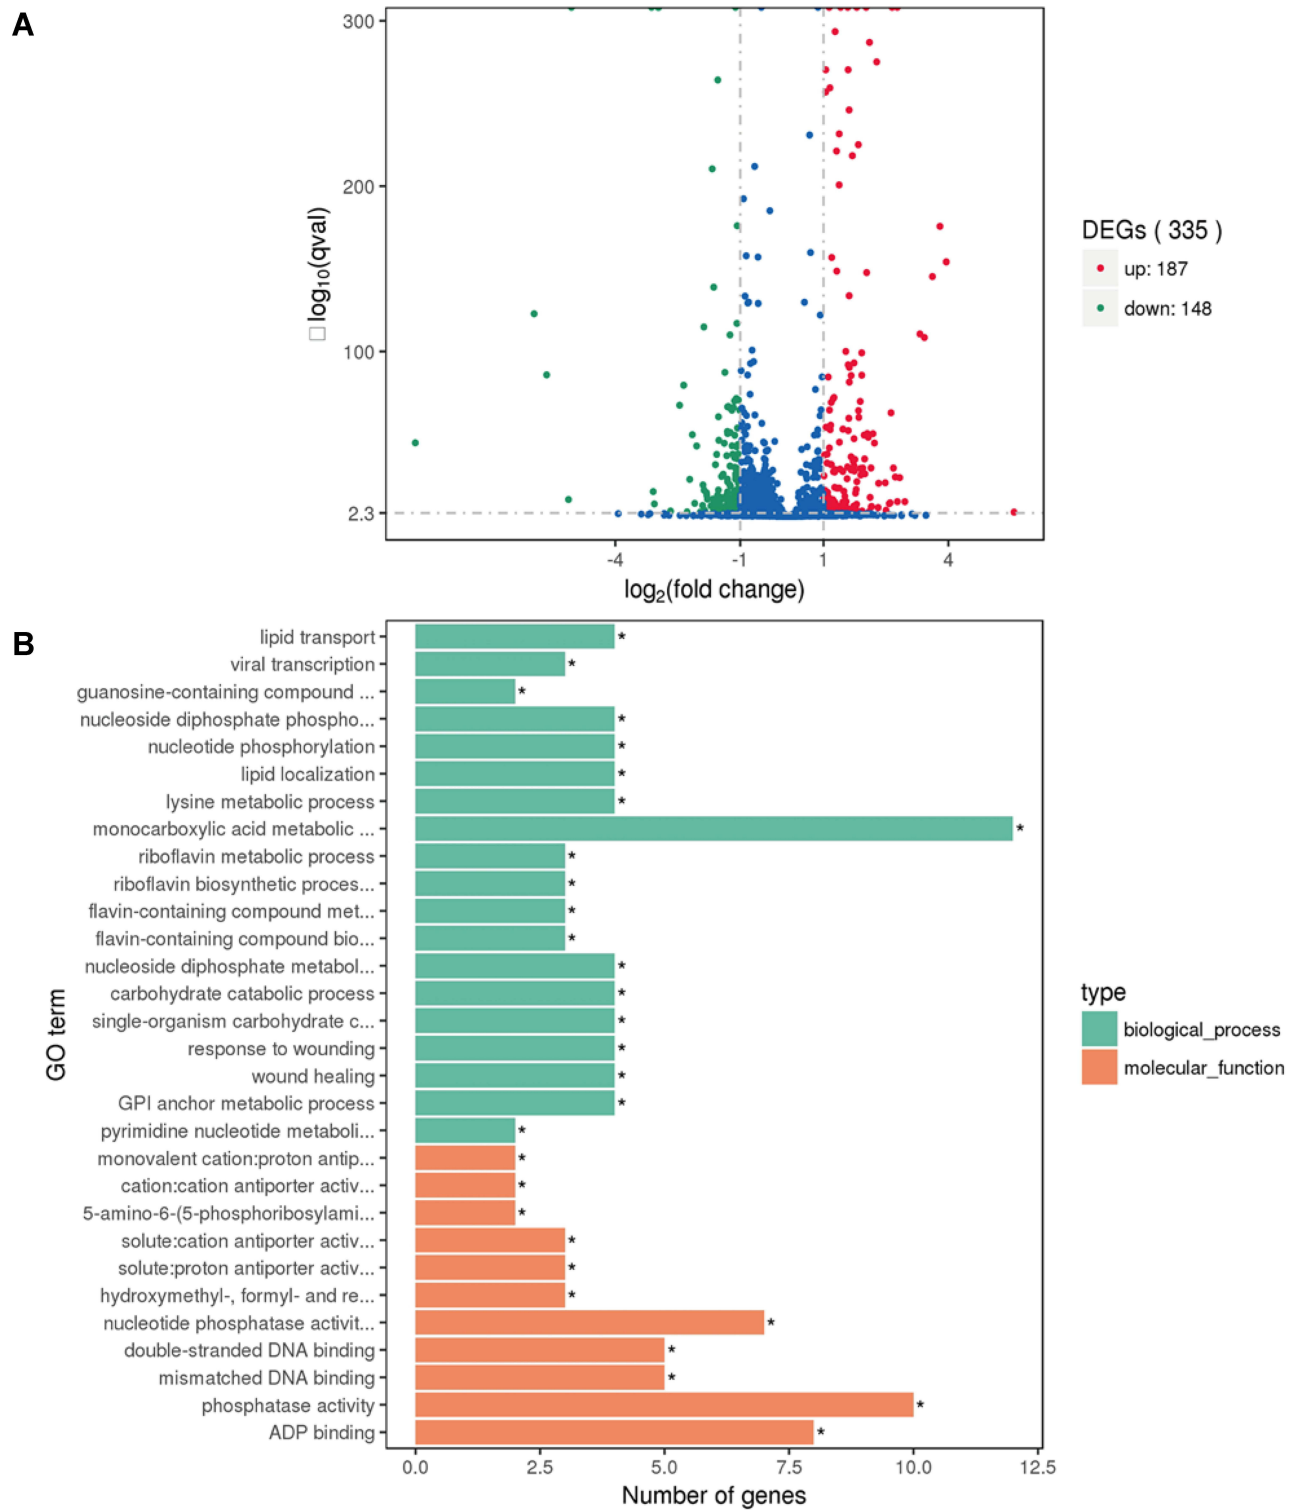 A
300
200
100
2.3
□ log₁₀(qval)
-4
-1
1
4
log₂(fold change)
DEGs ( 335 )
up: 187
down: 148
B
lipid transport *
viral transcription *
guanosine-containing compound ... *
nucleoside diphosphate phospho... *
nucleotide phosphorylation *
lipid localization *
lysine metabolic process *
monocarboxylic acid metabolic ... *
riboflavin metabolic process *
riboflavin biosynthetic proces... *
flavin-containing compound met... *
flavin-containing compound bio... *
nucleoside diphosphate metabol... *
carbohydrate catabolic process *
single-organism carbohydrate c... *
response to wounding *
wound healing *
GPI anchor metabolic process *
pyrimidine nucleotide metaboli... *
monovalent cation:proton antip... *
cation:cation antiporter activ... *
5-amino-6-(5-phosphoribosylami... *
solute:cation antiporter activ... *
solute:proton antiporter activ... *
hydroxymethyl-, formyl- and re... *
nucleotide phosphatase activit... *
double-stranded DNA binding *
mismatched DNA binding *
phosphatase activity *
ADP binding *
GO term
0.0
2.5
5.0
7.5
10.0
12.5
Number of genes
type
biological_process
molecular_function